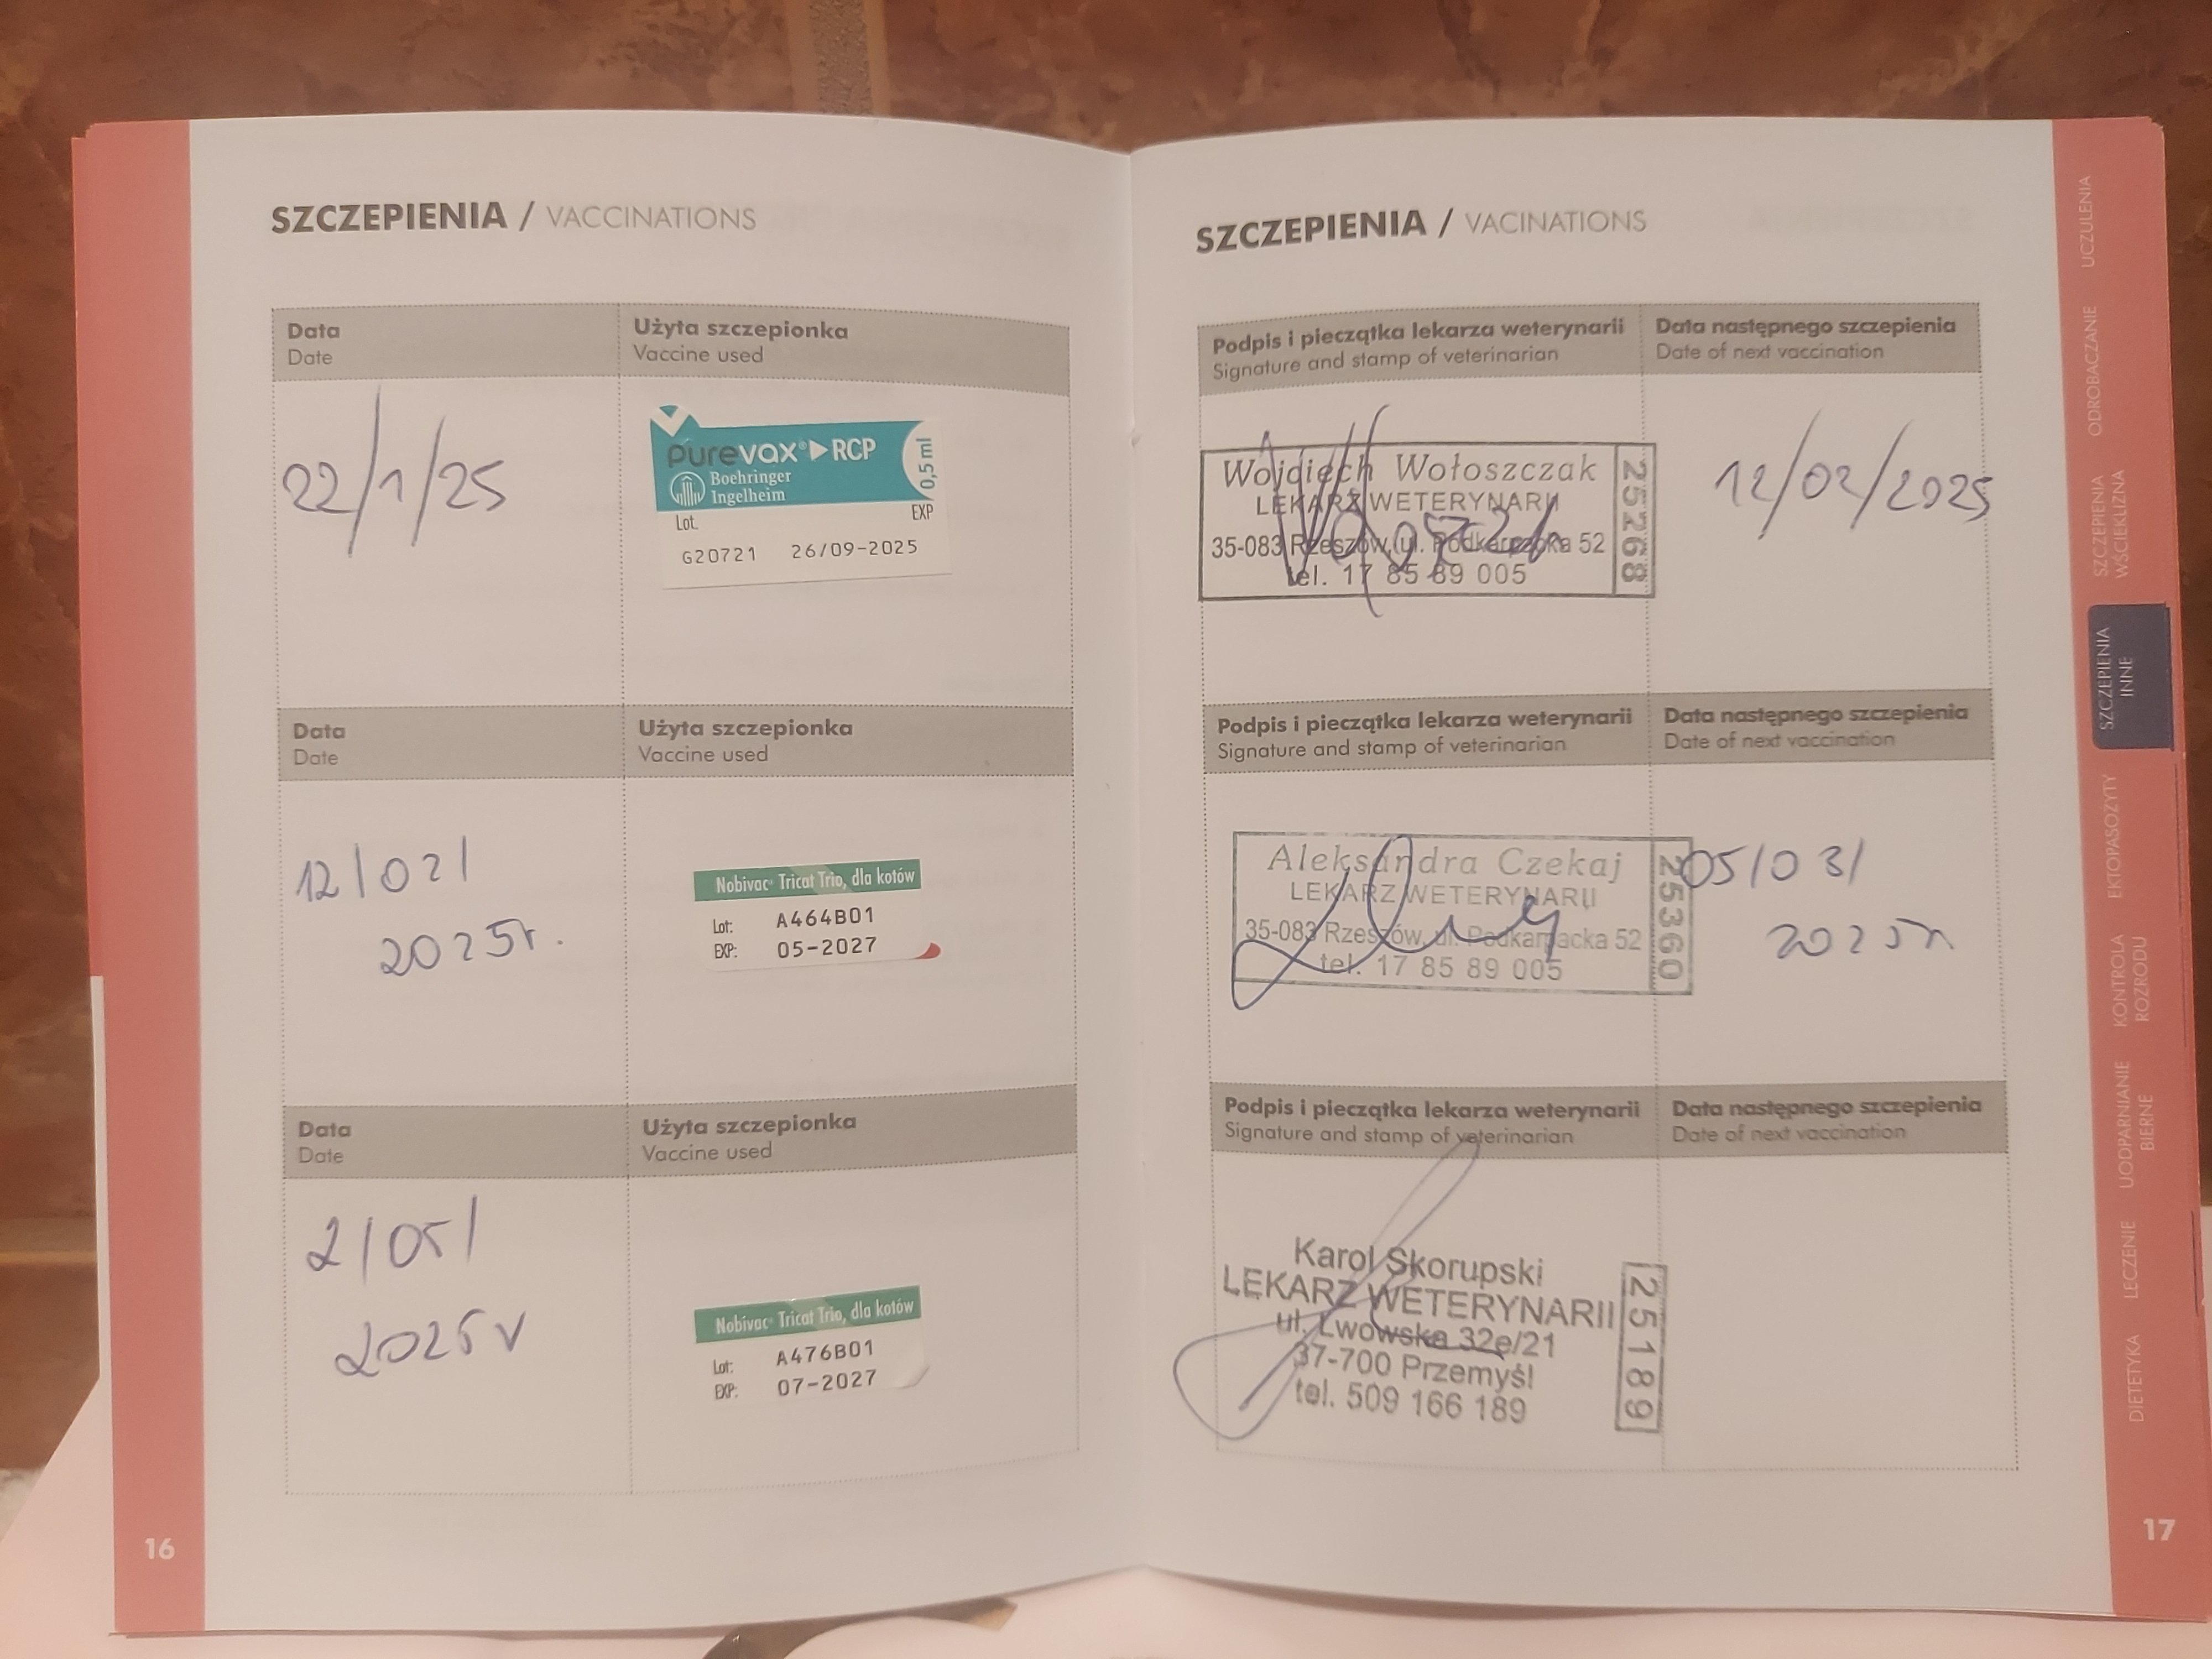 SZCZEPIENIA / VACCINATIONS
Data
Date
Użyta szczepionka
Vaccine used
22/1/25
Purevax® RCP
Boehringer
Ingelheim
0,5 ml
Lot. EXP
G20721 26/09-2025
Data
Date
Użyta szczepionka
Vaccine used
12/02/
2025r.
Nobivac® Tricat Trio, dla kotów
Lot: A464B01
EXP: 05-2027
Data
Date
Użyta szczepionka
Vaccine used
2/05/
2025r
Nobivac® Tricat Trio, dla kotów
Lot: A476B01
EXP: 07-2027
16
SZCZEPIENIA / VACINATIONS
Podpis i pieczątka lekarza weterynarii
Signature and stamp of veterinarian
Data następnego szczepienia
Date of next vaccination
Wojciech Wołoszczak
LEKARZ WETERYNARII
35-083 Rzeszów, ul. Podkarpacka 52
tel. 17 85 89 005
25268
12/02/2025
Podpis i pieczątka lekarza weterynarii
Signature and stamp of veterinarian
Data następnego szczepienia
Date of next vaccination
Aleksandra Czekaj
LEKARZ WETERYNARII
35-083 Rzeszów, ul. Podkarpacka 52
tel. 17 85 89 005
25360
05/03/
2025r
Podpis i pieczątka lekarza weterynarii
Signature and stamp of veterinarian
Data następnego szczepienia
Date of next vaccination
Karol Skorupski
LEKARZ WETERYNARII
ul. Lwowska 32e/21
37-700 Przemyśl
tel. 509 166 189
25189
UCZULENIA
ODROBACZANIE
SZCZEPIENIA
WŚCIEKLIZNA
SZCZEPIENIA
INNE
EKTOPASOZYTY
KONTROLA
ROZRODU
UODPARNIANIE
BIERNE
LECZENIE
DIETETYKA
17